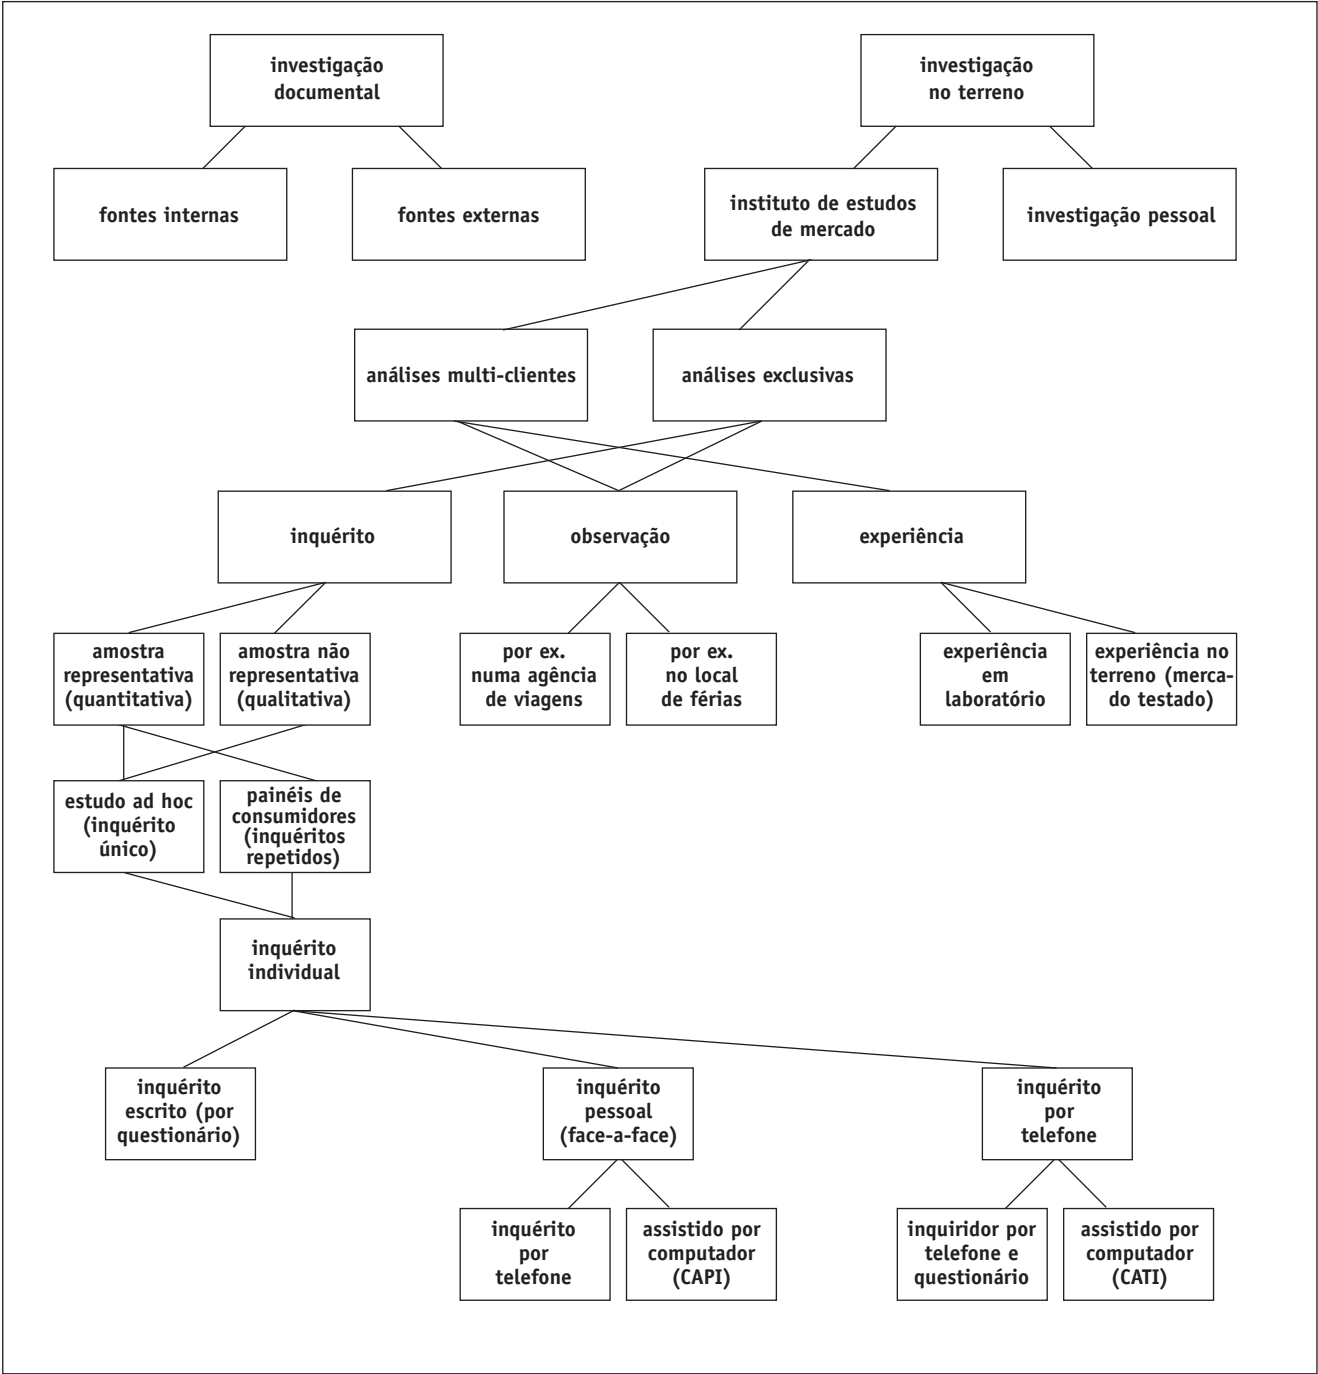 investigação
documental
investigação
no terreno
fontes internas
fontes externas
instituto de estudos
de mercado
investigação pessoal
análises multi-clientes
análises exclusivas
inquérito
observação
experiência
amostra
representativa
(quantitativa)
amostra não
representativa
(qualitativa)
por ex.
numa agência
de viagens
por ex.
no local
de férias
experiência
em
laboratório
experiência no
terreno (merca-
do testado)
estudo ad hoc
(inquérito
único)
painéis de
consumidores
(inquéritos
repetidos)
inquérito
individual
inquérito
escrito (por
questionário)
inquérito
pessoal
(face-a-face)
inquérito
por
telefone
inquérito
por
telefone
assistido por
computador
(CAPI)
inquiridor por
telefone e
questionário
assistido por
computador
(CATI)